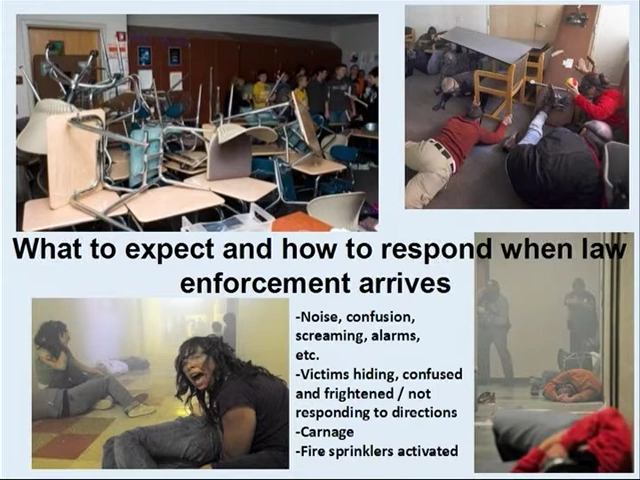 What to expect and how to respond when law
enforcement arrives
-Noise, confusion,
screaming, alarms,
etc.
-Victims hiding, confused
and frightened / not
responding to directions
-Carnage
-Fire sprinklers activated